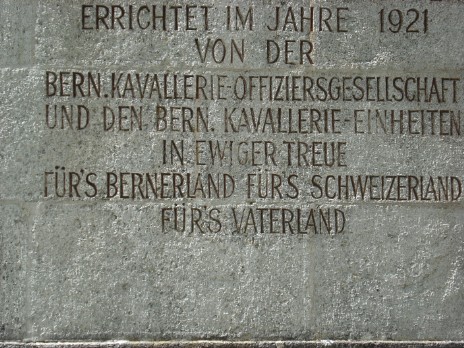 ERRICHTET IM JAHRE 1921
VON DER
BERN. KAVALLERIE-OFFIZIERSGESELLSCHAFT
UND DEN BERN. KAVALLERIE-EINHEITEN
IN EWIGER TREUE
FÜR'S BERNERLAND FÜR'S SCHWEIZERLAND
FÜR'S VATERLAND